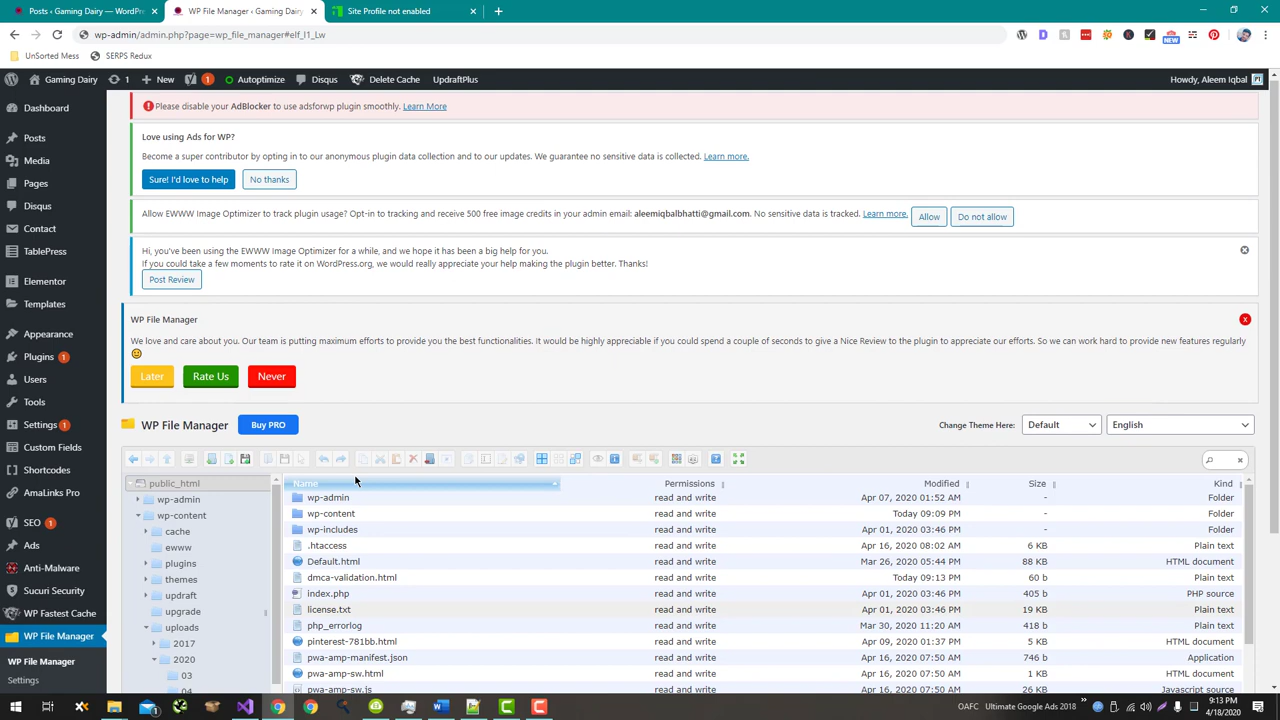 Posts ‹ Gaming Dairy — WordPre
WP File Manager ‹ Gaming Dairy
Site Profile not enabled
wp-admin/admin.php?page=wp_file_manager#elf_l1_Lw
UnSorted Mess
SERPS Redux
NEW
Gaming Dairy
1
New
1
Autoptimize
Disqus
Delete Cache
UpdraftPlus
Howdy, Aleem Iqbal
Dashboard
Posts
Media
Pages
Disqus
Contact
TablePress
Elementor
Templates
Appearance
Plugins 1
Users
Tools
Settings 1
Custom Fields
Shortcodes
AmaLinks Pro
SEO 1
Ads
Anti-Malware
Sucuri Security
WP Fastest Cache
WP File Manager
WP File Manager
Settings
Please disable your AdBlocker to use adsforwp plugin smoothly. Learn More
Love using Ads for WP?
Become a super contributor by opting in to our anonymous plugin data collection and to our updates. We guarantee no sensitive data is collected. Learn more.
Sure! I'd love to help
No thanks
Allow EWWW Image Optimizer to track plugin usage? Opt-in to tracking and receive 500 free image credits in your admin email: aleemiqbalbhatti@gmail.com. No sensitive data is tracked. Learn more. Allow Do not allow
Hi, you've been using the EWWW Image Optimizer for a while, and we hope it has been a big help for you.
If you could take a few moments to rate it on WordPress.org, we would really appreciate your help making the plugin better. Thanks!
Post Review
WP File Manager
X
We love and care about you. Our team is putting maximum efforts to provide you the best functionalities. It would be highly appreciable if you could spend a couple of seconds to give a Nice Review to the plugin to appreciate our efforts. So we can work hard to provide new features regularly
Later
Rate Us
Never
WP File Manager
Buy PRO
Change Theme Here:
Default
English
public_html
wp-admin
wp-content
cache
ewww
plugins
themes
updraft
upgrade
uploads
2017
2020
03
04
Name Permissions Modified Size Kind
wp-admin read and write Apr 07, 2020 01:52 AM - Folder
wp-content read and write Today 09:09 PM - Folder
wp-includes read and write Apr 01, 2020 03:46 PM - Folder
.htaccess read and write Apr 16, 2020 08:02 AM 6 KB Plain text
Default.html read and write Mar 26, 2020 05:44 PM 88 KB HTML document
dmca-validation.html read and write Today 09:13 PM 60 b Plain text
index.php read and write Apr 01, 2020 03:46 PM 405 b PHP source
license.txt read and write Apr 01, 2020 03:46 PM 19 KB Plain text
php_errorlog read and write Mar 30, 2020 11:20 AM 418 b Plain text
pinterest-781bb.html read and write Apr 09, 2020 01:37 PM 5 KB HTML document
pwa-amp-manifest.json read and write Apr 16, 2020 07:50 AM 746 b Application
pwa-amp-sw.html read and write Apr 16, 2020 07:50 AM 1 KB HTML document
pwa-amp-sw.js read and write Apr 16, 2020 07:50 AM 26 KB Javascript source
OAFC
Ultimate Google Ads 2018
9:13 PM
4/18/2020